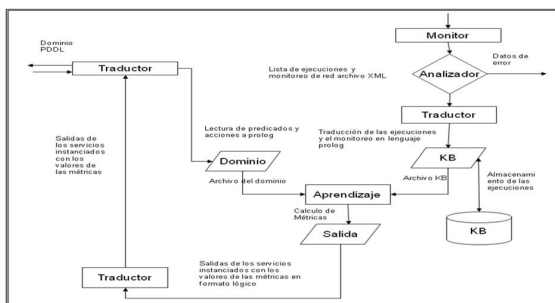 Monitor
Dominio
PDDL
Traductor
Lista de ejecuciones y
monitoreo de red archivo XML
Analizador
Datos de
error
Traductor
Salidas de
los servicios
instanciados
con los
valores de
las métricas
Lectura de predicados y
acciones a prolog
Traducción de las ejecuciones
y el monitoreo en lenguaje
prolog
Dominio
KB
Archivo del dominio
Archivo KB
Almacenami
ento de las
ejecuciones
Aprendizaje
Calculo de
Métricas
Salida
KB
Traductor
Salidas de los servicios
instanciados con los
valores de las métricas en
formato lógico